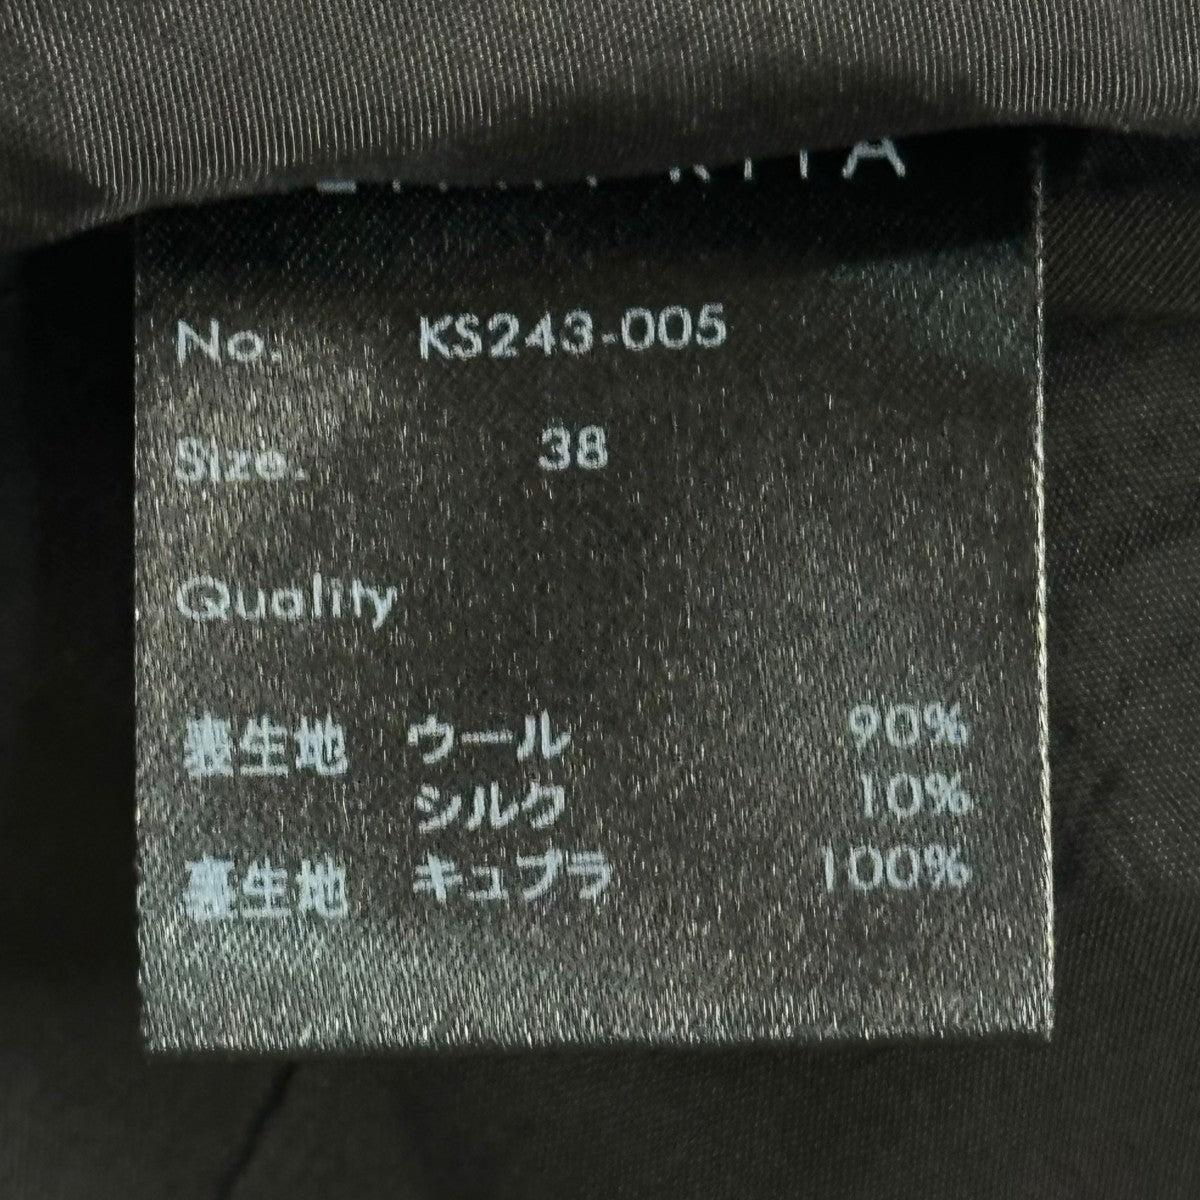 KITA
No. KS243-005
Size. 38
Quality
表生地 ウール 90%
シルク 10%
裏生地 キュプラ 100%